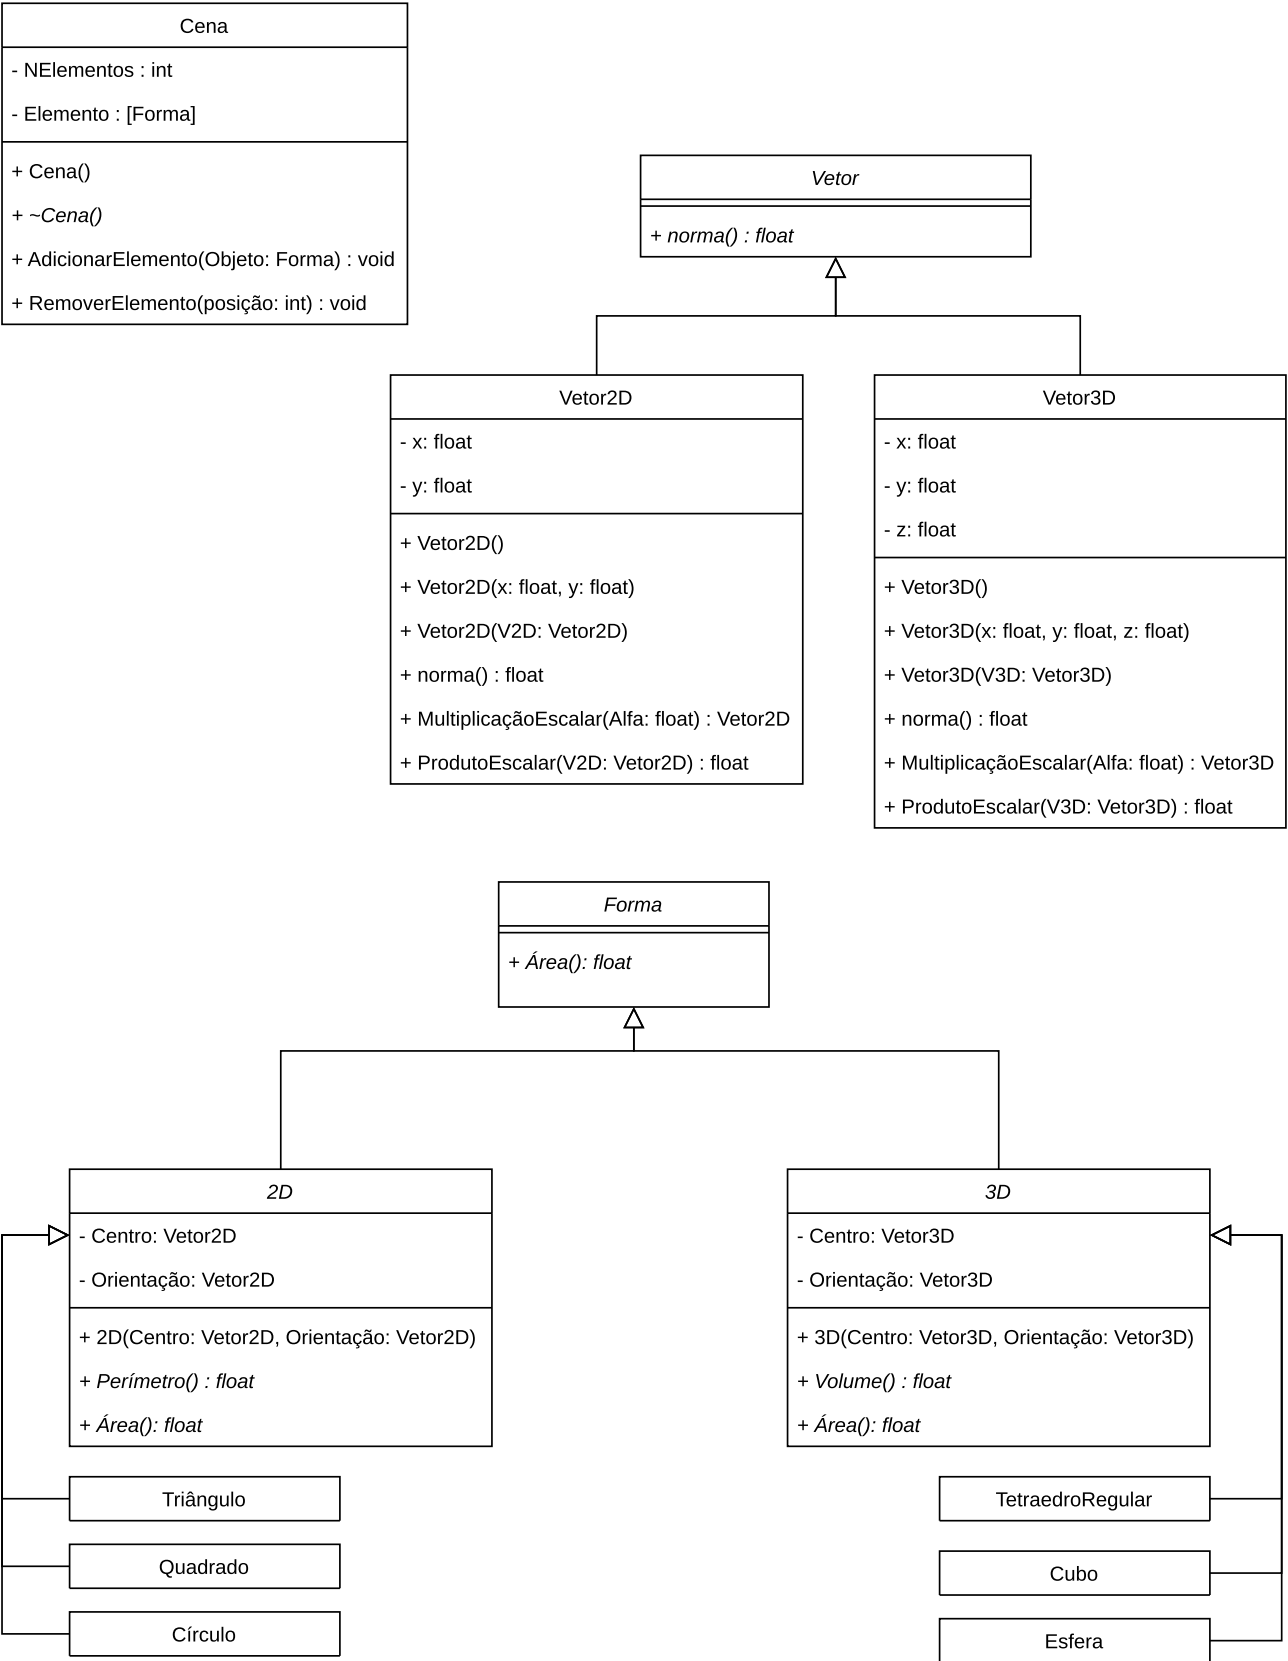 Cena
- NElementos : int
- Elemento : [Forma]
+ Cena()
+ ~Cena()
+ AdicionarElemento(Objeto: Forma) : void
+ RemoverElemento(posição: int) : void
Vetor
+ norma() : float
Vetor2D
- x: float
- y: float
+ Vetor2D()
+ Vetor2D(x: float, y: float)
+ Vetor2D(V2D: Vetor2D)
+ norma() : float
+ MultiplicaçãoEscalar(Alfa: float) : Vetor2D
+ ProdutoEscalar(V2D: Vetor2D) : float
Vetor3D
- x: float
- y: float
- z: float
+ Vetor3D()
+ Vetor3D(x: float, y: float, z: float)
+ Vetor3D(V3D: Vetor3D)
+ norma() : float
+ MultiplicaçãoEscalar(Alfa: float) : Vetor3D
+ ProdutoEscalar(V3D: Vetor3D) : float
Forma
+ Área(): float
2D
- Centro: Vetor2D
- Orientação: Vetor2D
+ 2D(Centro: Vetor2D, Orientação: Vetor2D)
+ Perímetro() : float
+ Área(): float
Triângulo
Quadrado
Círculo
3D
- Centro: Vetor3D
- Orientação: Vetor3D
+ 3D(Centro: Vetor3D, Orientação: Vetor3D)
+ Volume() : float
+ Área(): float
TetraedroRegular
Cubo
Esfera